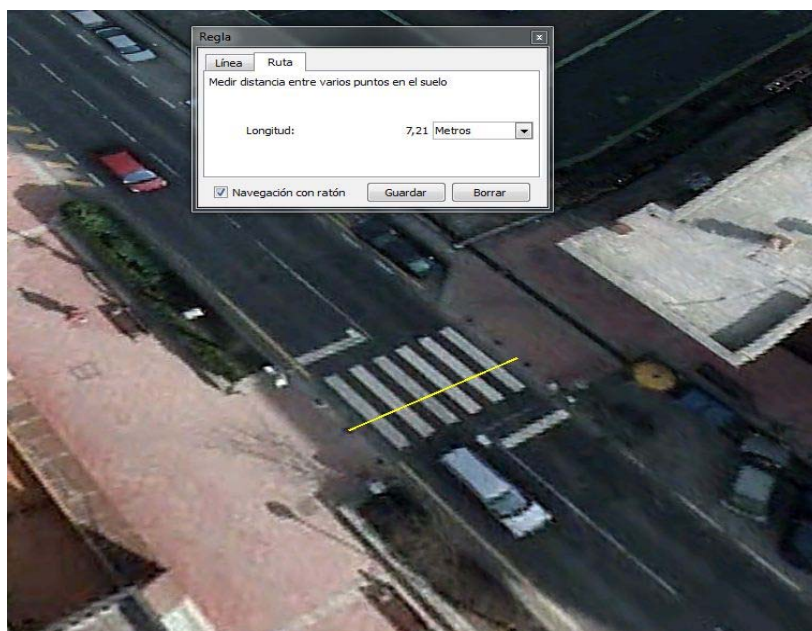 Regla
Línea Ruta
Medir distancia entre varios puntos en el suelo
Longitud: 7,21 Metros
Navegación con ratón Guardar Borrar